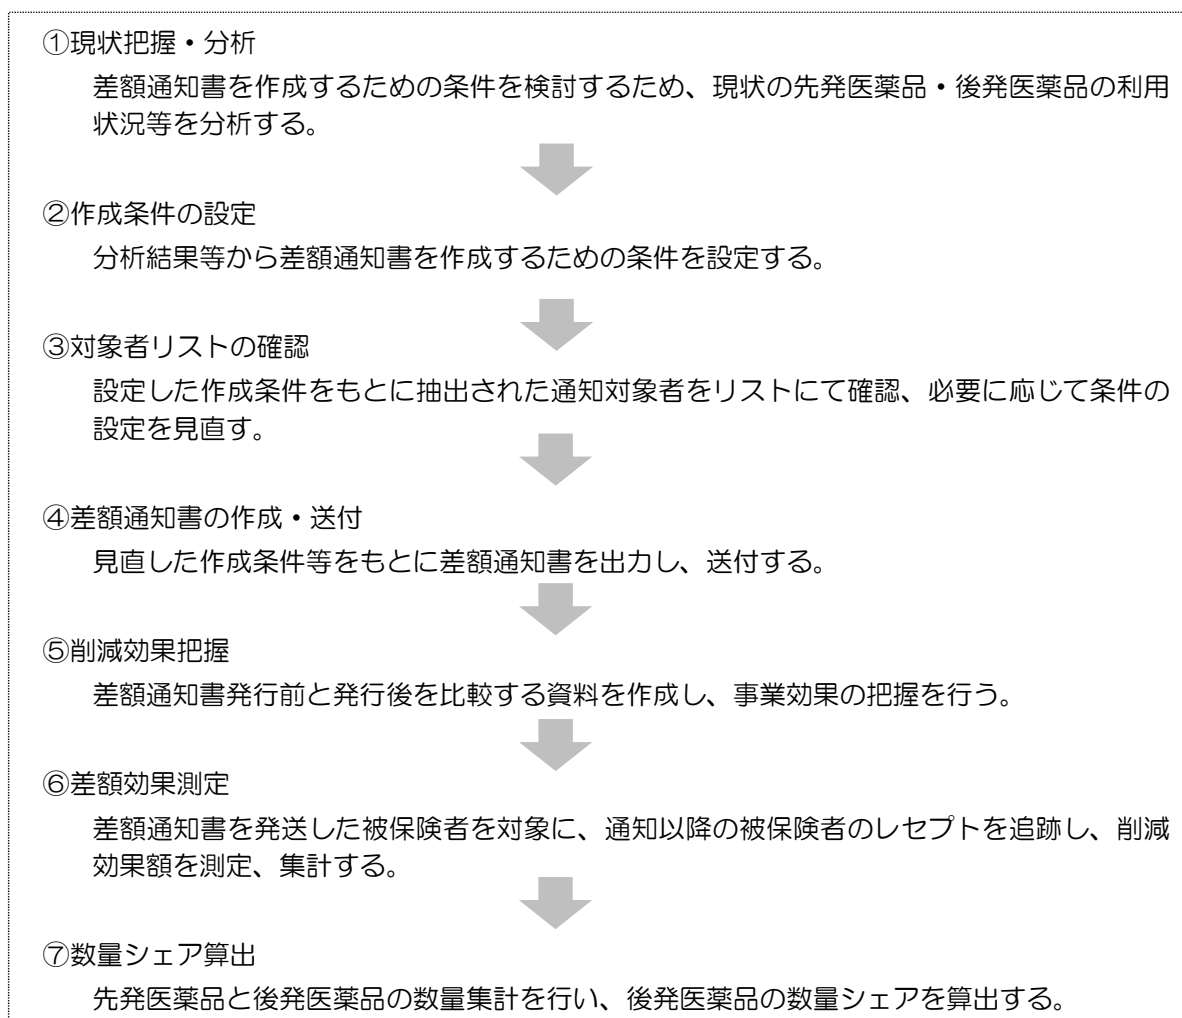 ①現状把握・分析
差額通知書を作成するための条件を検討するため、現状の先発医薬品・後発医薬品の利用
状況等を分析する。
②作成条件の設定
分析結果等から差額通知書を作成するための条件を設定する。
③対象者リストの確認
設定した作成条件をもとに抽出された通知対象者をリストにて確認、必要に応じて条件の
設定を見直す。
④差額通知書の作成・送付
見直した作成条件等をもとに差額通知書を出力し、送付する。
⑤削減効果把握
差額通知書発行前と発行後を比較する資料を作成し、事業効果の把握を行う。
⑥差額効果測定
差額通知書を発送した被保険者を対象に、通知以降の被保険者のレセプトを追跡し、削減
効果額を測定、集計する。
⑦数量シェア算出
先発医薬品と後発医薬品の数量集計を行い、後発医薬品の数量シェアを算出する。